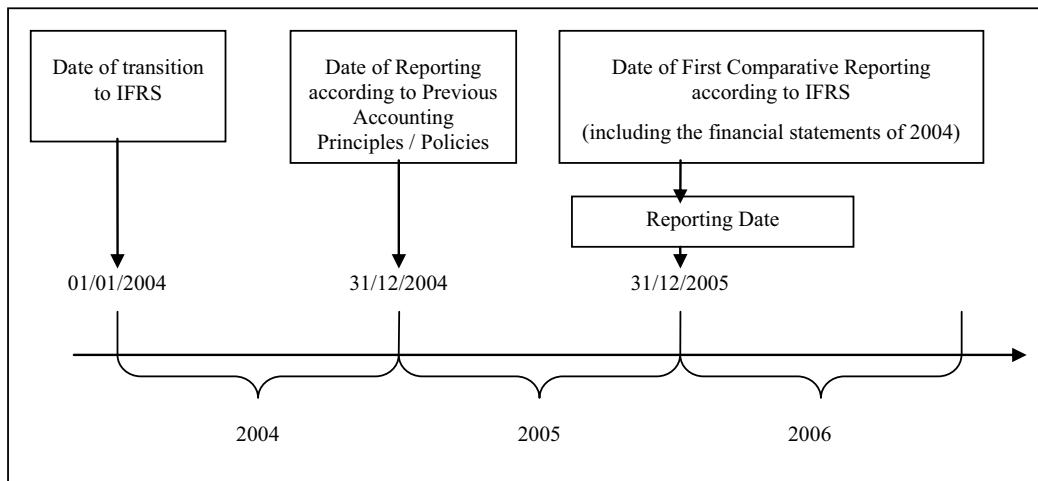 Date of transition
to IFRS
Date of Reporting
according to Previous
Accounting
Principles / Policies
Date of First Comparative Reporting
according to IFRS
(including the financial statements of 2004)
Reporting Date
01/01/2004
31/12/2004
31/12/2005
2004
2005
2006